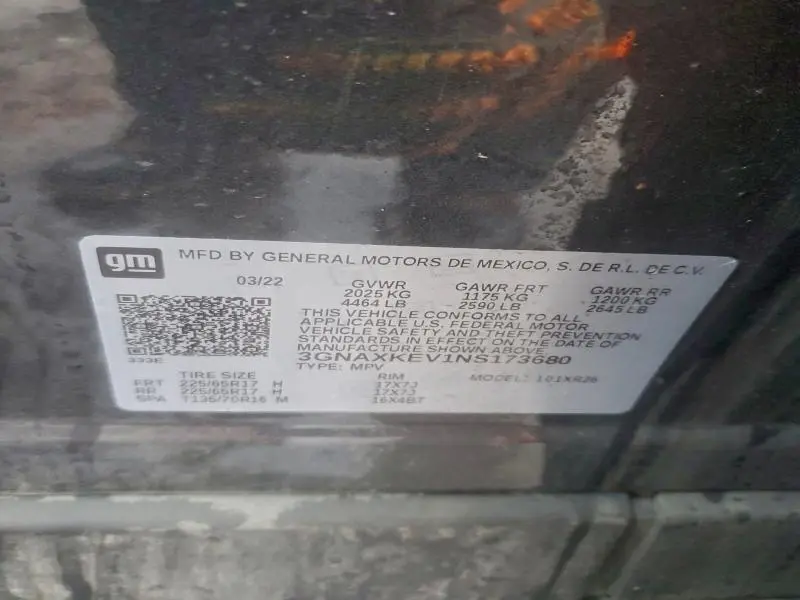 gm MFD BY GENERAL MOTORS DE MEXICO, S. DE R.L. DE C.V.
03/22 GVWR GAWR FRT GAWR RR
2025 KG 1175 KG 1200 KG
4464 LB 2590 LB 2645 LB
THIS VEHICLE CONFORMS TO ALL
APPLICABLE U.S. FEDERAL MOTOR
VEHICLE SAFETY AND THEFT PREVENTION
STANDARDS IN EFFECT ON THE DATE OF
MANUFACTURE SHOWN ABOVE
333E 3GNAXKEV1NS173680
TYPE: MPV
TIRE SIZE RIM MODEL: 101XR26
FRT 225/65R17 H 17X7J
RR 225/65R17 H 17X7J
SPA T135/70R16 M 16X4BT